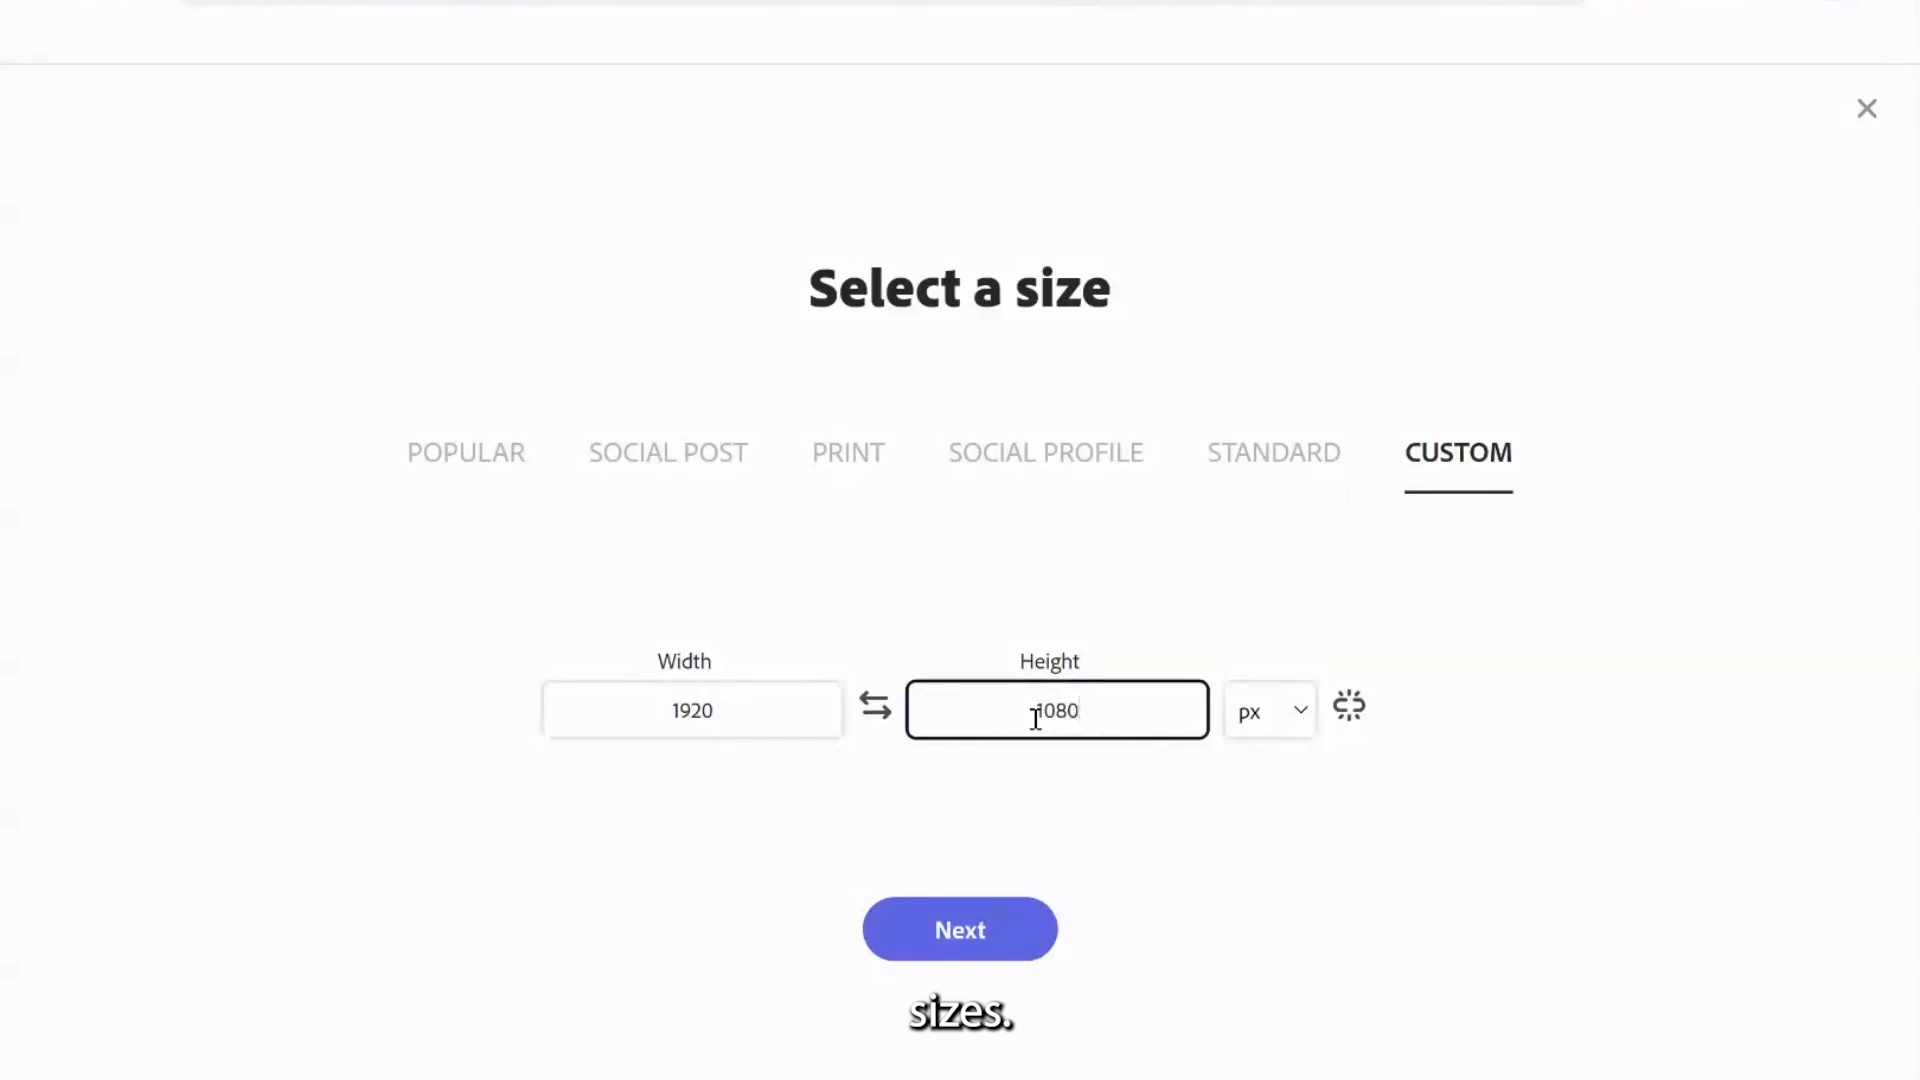 Select a size
POPULAR SOCIAL POST PRINT SOCIAL PROFILE STANDARD CUSTOM
Width Height
1920 1080 px
Next
sizes.